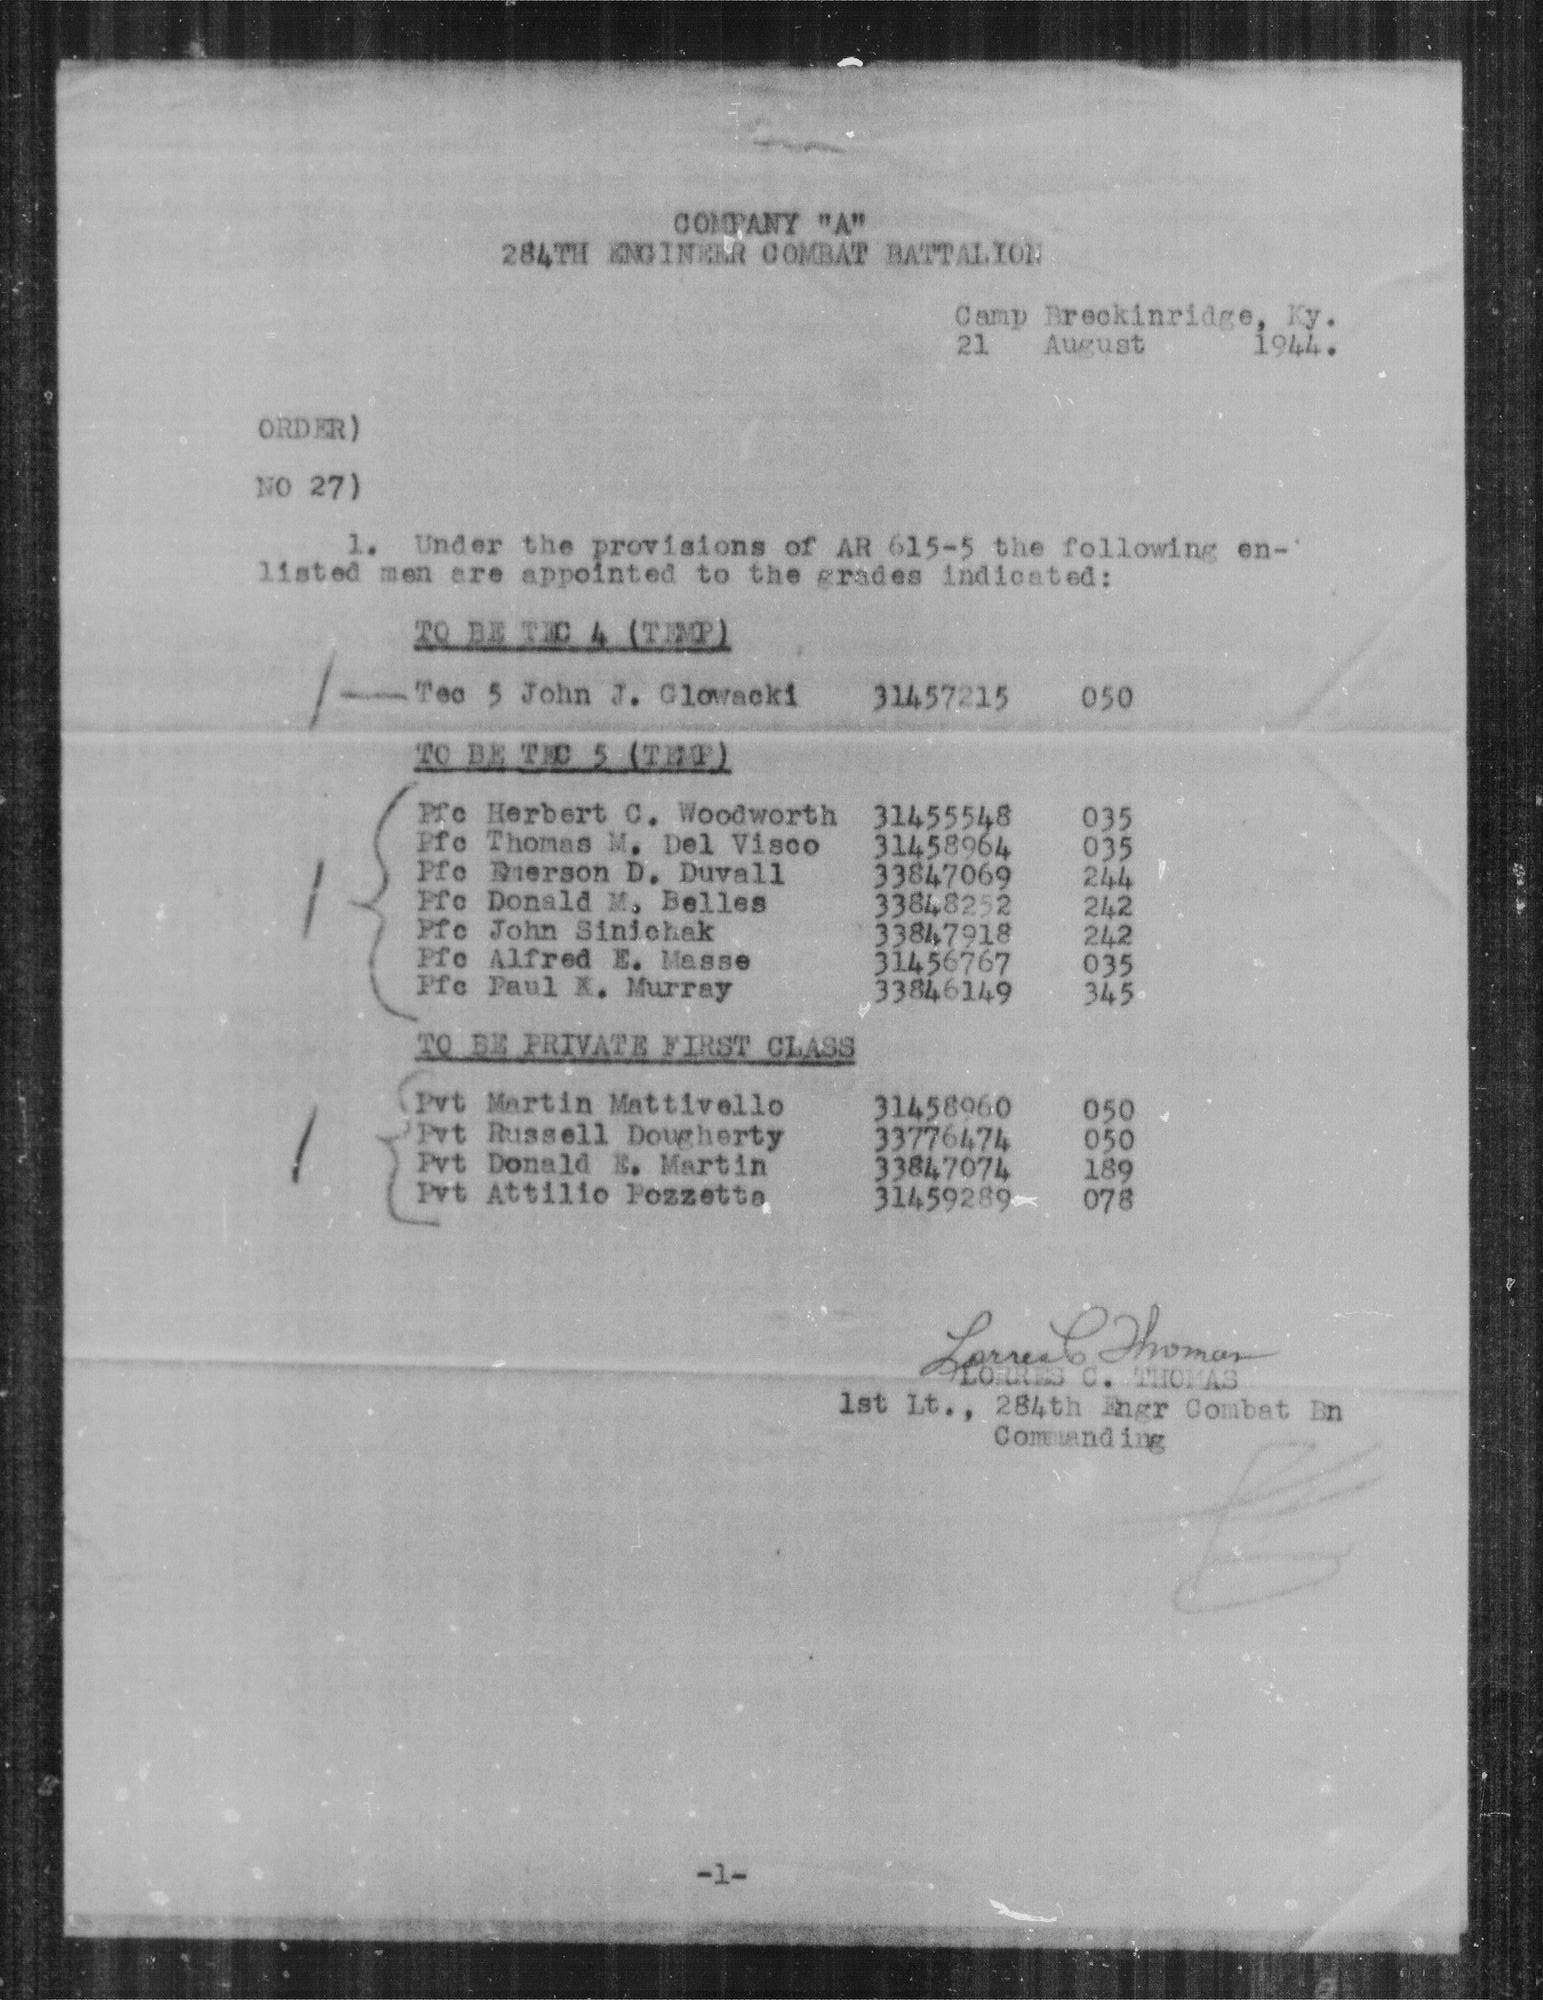 COMPANY "A"
284TH ENGINEER COMBAT BATTALION
Camp Breckinridge, Ky.
21 August 1944.
ORDER)
NO 27)
1. Under the provisions of AR 615-5 the following en-
listed men are appointed to the grades indicated:
TO BE TEC 4 (TEMP)
Tec 5 John J. Glowacki 31457215 050
TO BE TEC 5 (TEMP)
Pfc Herbert C. Woodworth 31455548 035
Pfc Thomas M. Del Visco 31458964 035
Pfc Emerson D. Duvall 33847069 244
Pfc Donald M. Belles 33848252 242
Pfc John Sinichak 33847918 242
Pfc Alfred E. Masse 31456767 035
Pfc Paul K. Murray 33846149 345
TO BE PRIVATE FIRST CLASS
Pvt Martin Mattivello 31458960 050
Pvt Russell Dougherty 33776474 050
Pvt Donald E. Martin 33847074 189
Pvt Attilio Pozzetta 31459289 078
Lorres C Thomas
LORRES C. THOMAS
1st Lt., 284th Engr Combat Bn
Commanding
-1-